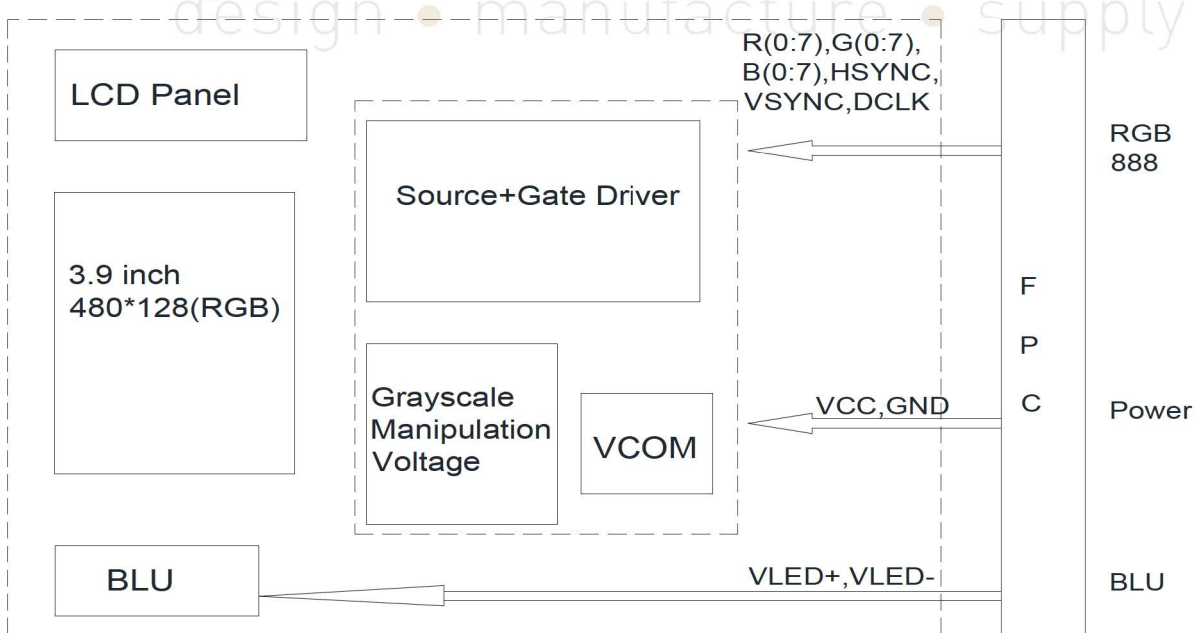 design • manufacture • supply
LCD Panel
3.9 inch
480*128(RGB)
BLU
Source+Gate Driver
Grayscale
Manipulation
Voltage
VCOM
R(0:7),G(0:7),
B(0:7),HSYNC,
VSYNC,DCLK
VCC,GND
VLED+,VLED-
F
P
C
RGB
888
Power
BLU